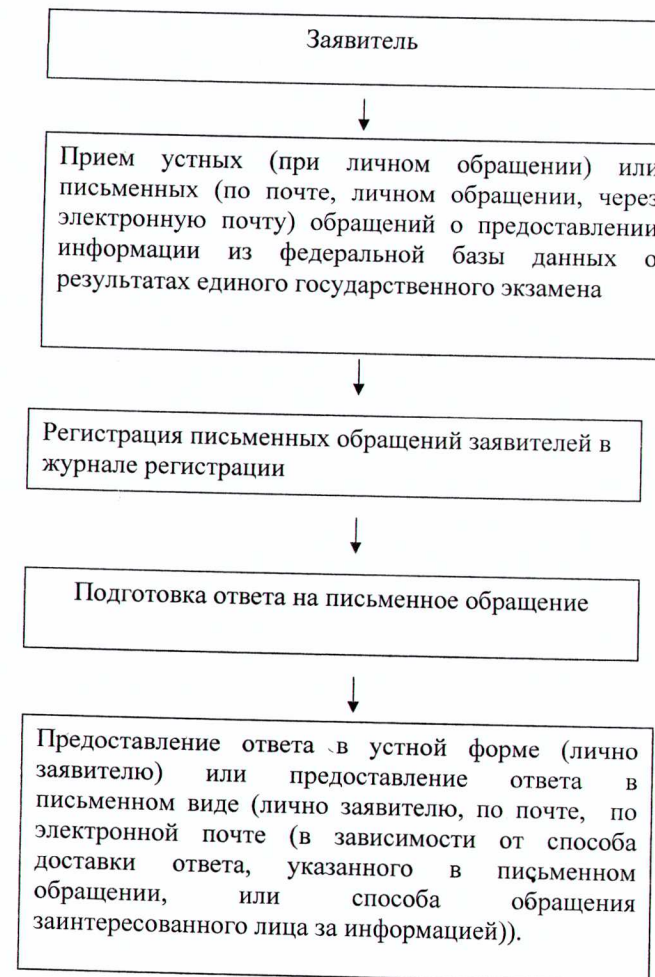 Заявитель
Прием устных (при личном обращении) или
письменных (по почте, личном обращении, через
электронную почту) обращений о предоставлении
информации из федеральной базы данных о
результатах единого государственного экзамена
Регистрация письменных обращений заявителей в
журнале регистрации
Подготовка ответа на письменное обращение
Предоставление ответа в устной форме (лично
заявителю) или предоставление ответа в
письменном виде (лично заявителю, по почте, по
электронной почте (в зависимости от способа
доставки ответа, указанного в письменном
обращении, или способа обращения
заинтересованного лица за информацией)).